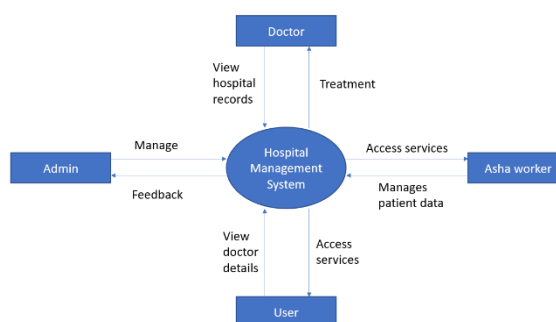 Doctor
View
hospital
records
Treatment
Manage
Hospital
Management
System
Access services
Admin
Asha worker
Feedback
Manages
patient data
View
doctor
details
Access
services
User